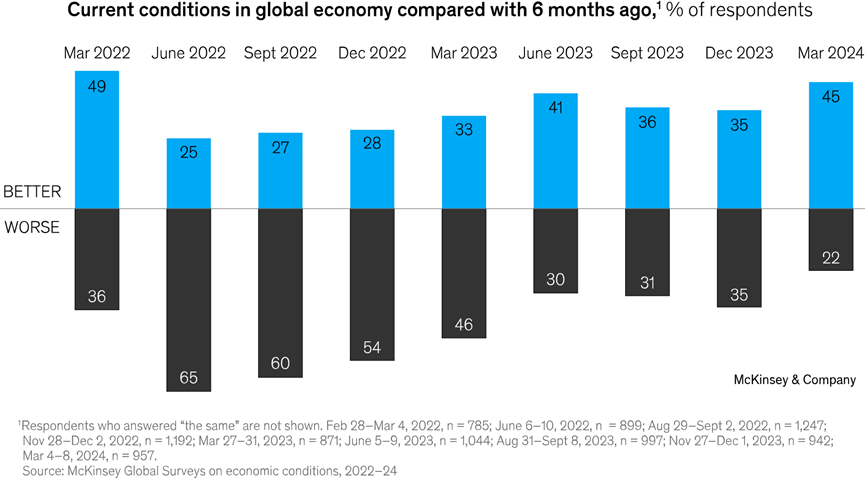 Current conditions in global economy compared with 6 months ago,¹ % of respondents
Mar 2022 June 2022 Sept 2022 Dec 2022 Mar 2023 June 2023 Sept 2023 Dec 2023 Mar 2024
49 25 27 28 33 41 36 35 45
BETTER
WORSE
36 65 60 54 46 30 31 35 22
McKinsey & Company
¹Respondents who answered “the same” are not shown. Feb 28–Mar 4, 2022, n = 785; June 6–10, 2022, n = 899; Aug 29–Sept 2, 2022, n = 1,247;
Nov 28–Dec 2, 2022, n = 1,192; Mar 27–31, 2023, n = 871; June 5–9, 2023, n = 1,044; Aug 31–Sept 8, 2023, n = 997; Nov 27–Dec 1, 2023, n = 942;
Mar 4–8, 2024, n = 957.
Source: McKinsey Global Surveys on economic conditions, 2022–24